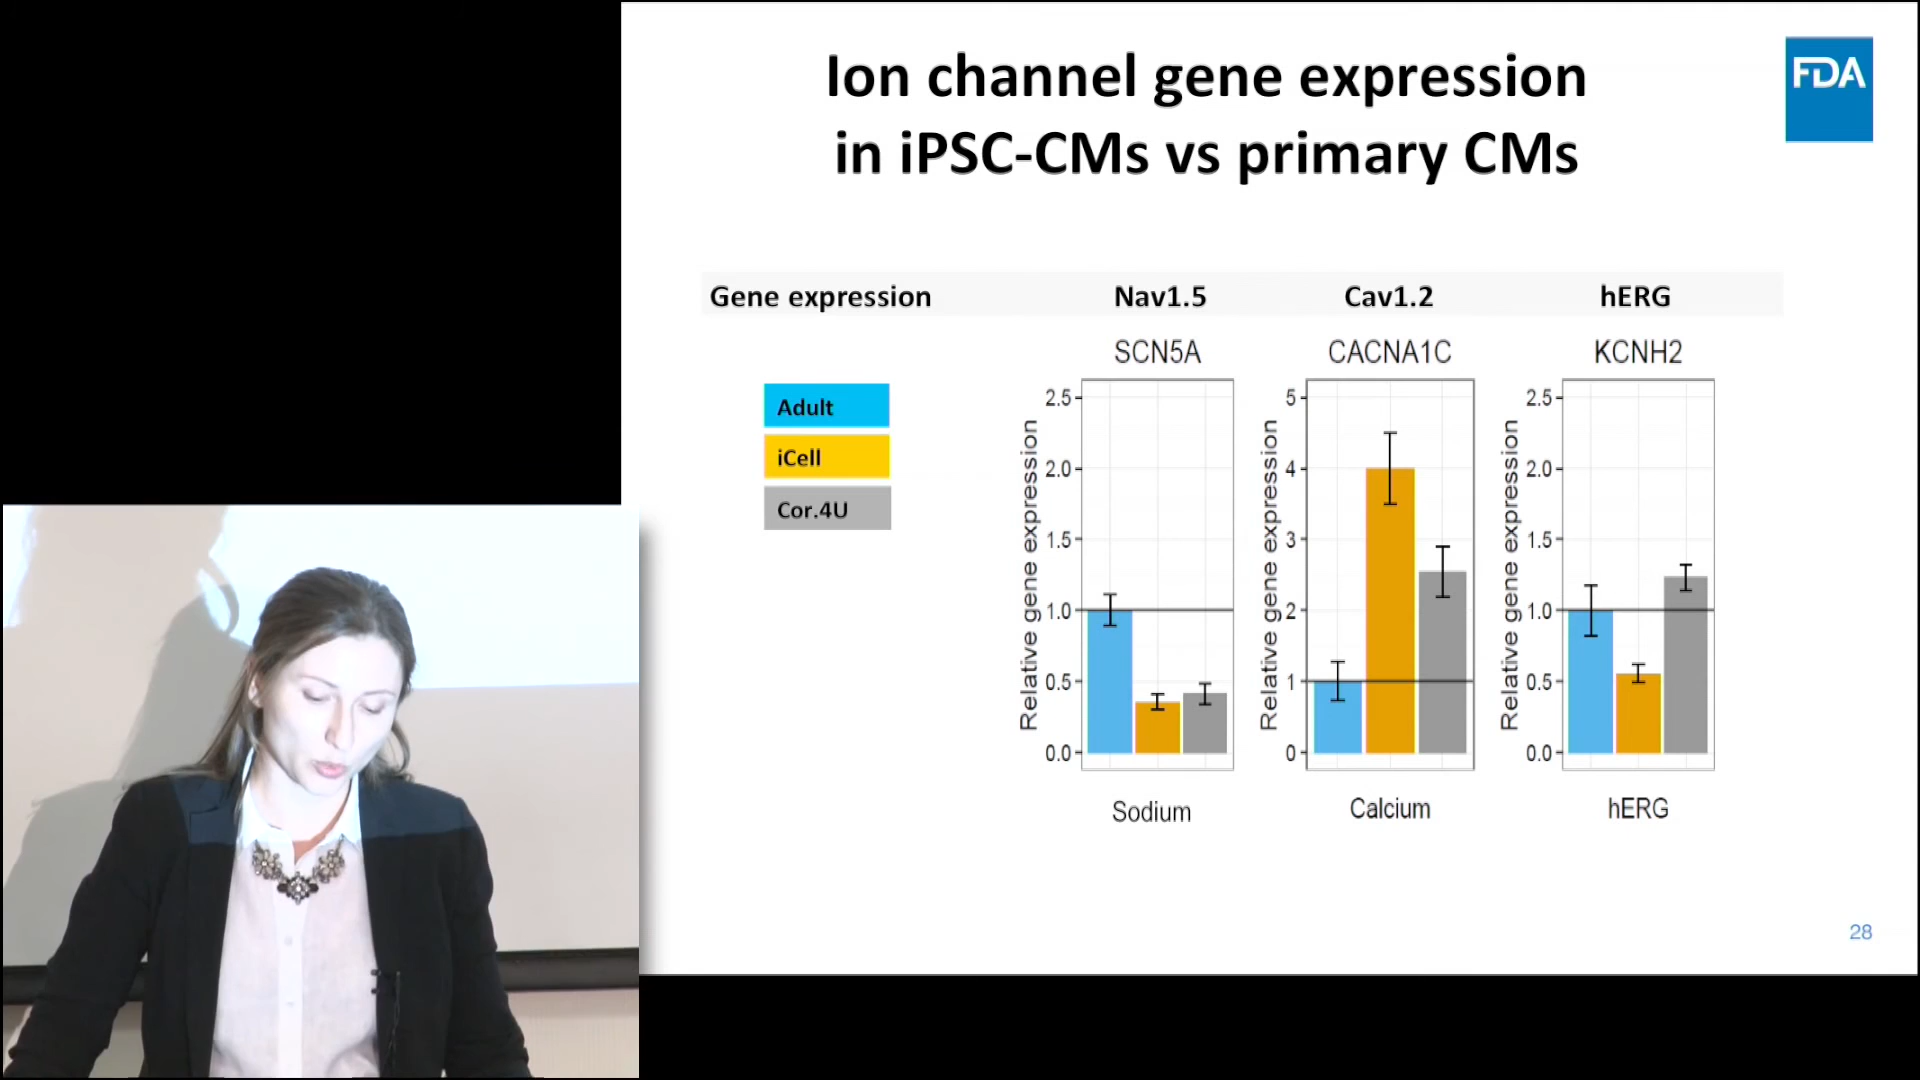 Ion channel gene expression
in iPSC-CMs vs primary CMs
FDA
Gene expression Nav1.5 Cav1.2 hERG
SCN5A CACNA1C KCNH2
Adult
iCell
Cor.4U
Relative gene expression
2.5
2.0
1.5
1.0
0.5
0.0
Sodium
Relative gene expression
5
4
3
2
1
0
Calcium
Relative gene expression
2.5
2.0
1.5
1.0
0.5
0.0
hERG
28